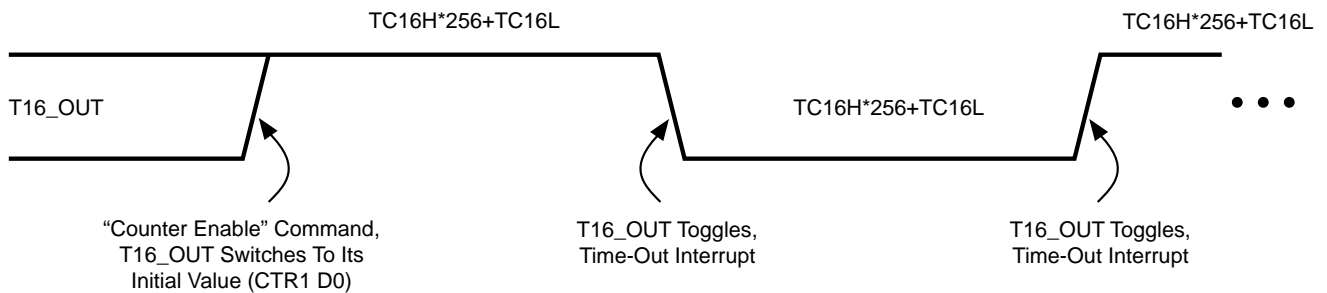 TC16H*256+TC16L
TC16H*256+TC16L
T16_OUT
TC16H*256+TC16L
“Counter Enable” Command,
T16_OUT Switches To Its
Initial Value (CTR1 D0)
T16_OUT Toggles,
Time-Out Interrupt
T16_OUT Toggles,
Time-Out Interrupt